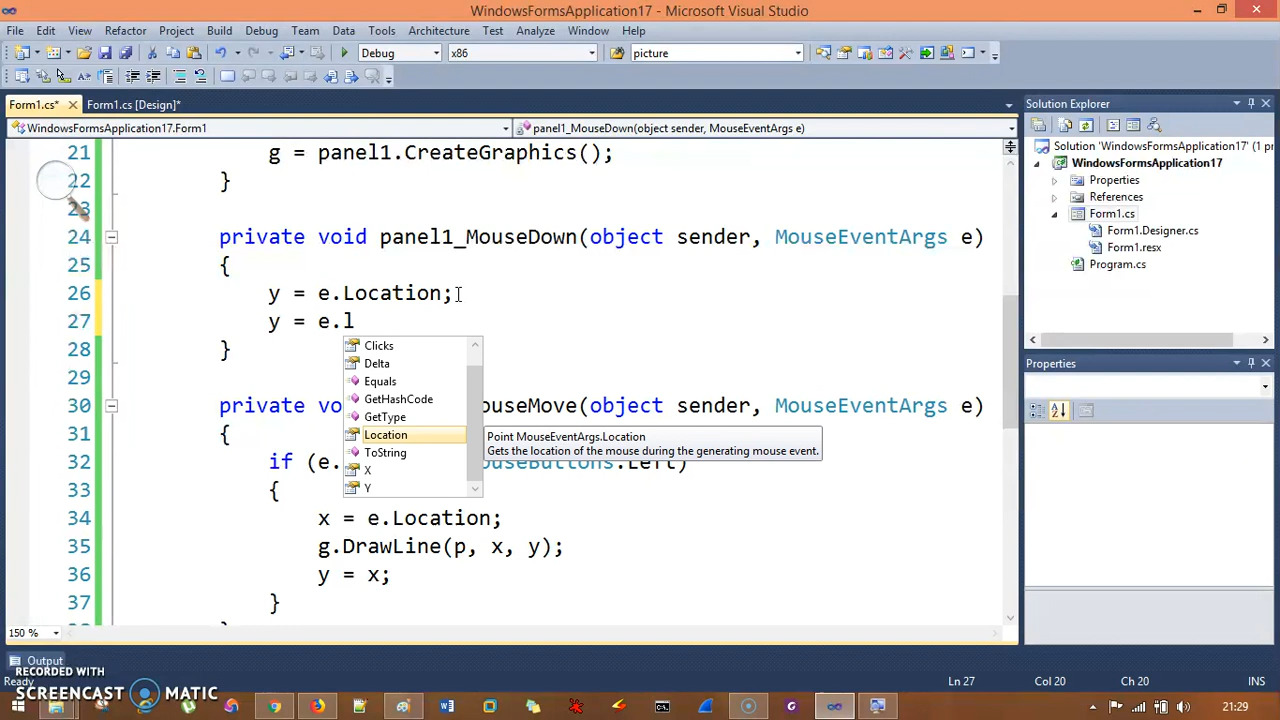 WindowsFormsApplication17 - Microsoft Visual Studio
File Edit View Refactor Project Build Debug Team Data Tools Architecture Test Analyze Window Help
Debug x86 picture
Form1.cs* Form1.cs [Design]*
WindowsFormsApplication17.Form1 panel1_MouseDown(object sender, MouseEventArgs e)
21 g = panel1.CreateGraphics();
22 }
23
24 private void panel1_MouseDown(object sender, MouseEventArgs e)
25 {
26 y = e.Location;
27 y = e.l
28 }
29
30 private vo ouseMove(object sender, MouseEventArgs e)
31 {
32 if (e. ouseButtons.Left)
33 {
34 x = e.Location;
35 g.DrawLine(p, x, y);
36 y = x;
37 }
Clicks
Delta
Equals
GetHashCode
GetType
Location
ToString
X
Y
Point MouseEventArgs.Location
Gets the location of the mouse during the generating mouse event.
150 %
Solution Explorer
Solution 'WindowsFormsApplication17' (1 pr
WindowsFormsApplication17
Properties
References
Form1.cs
Form1.Designer.cs
Form1.resx
Program.cs
Properties
Output
Ready Ln 27 Col 20 Ch 20 INS
RECORDED WITH
SCREENCAST MATIC
21:29